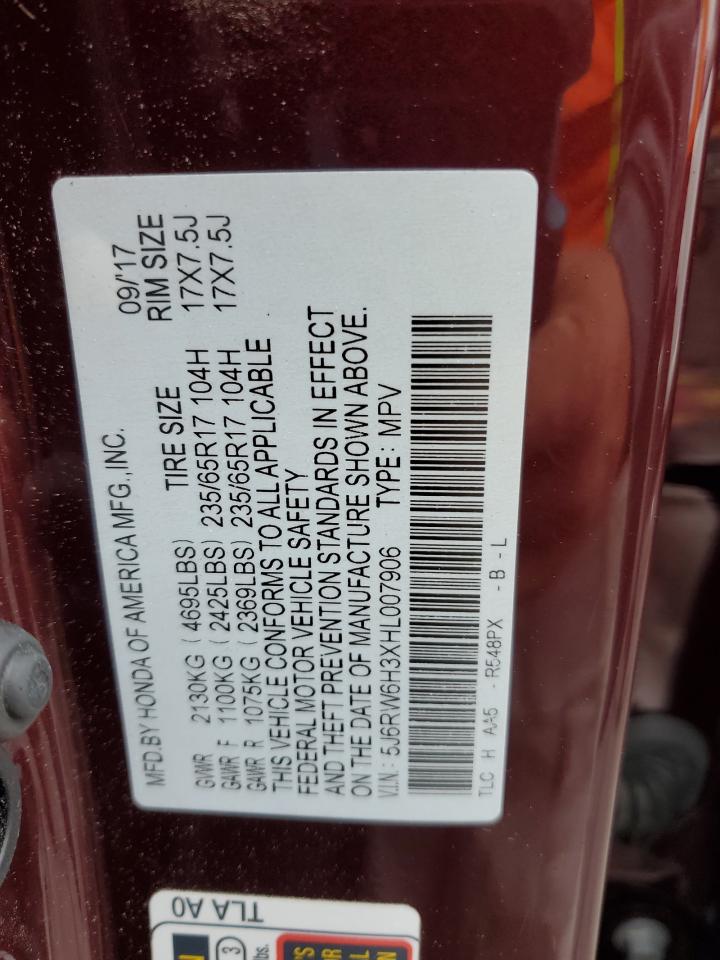 MFD.BY HONDA OF AMERICA MFG.,INC. 09/'17
TIRE SIZE RIM SIZE
GVWR 2130KG (4695LBS)
GAWR F 1100KG (2425LBS) 235/65R17 104H 17X7.5J
GAWR R 1075KG (2369LBS) 235/65R17 104H 17X7.5J
THIS VEHICLE CONFORMS TO ALL APPLICABLE
FEDERAL MOTOR VEHICLE SAFETY
AND THEFT PREVENTION STANDARDS IN EFFECT
ON THE DATE OF MANUFACTURE SHOWN ABOVE.
V.I.N.: 5J6RW6H3XHL007906 TYPE: MPV
TLC H AA5 -R548PX -B-L
TLA A0
3
lbs.